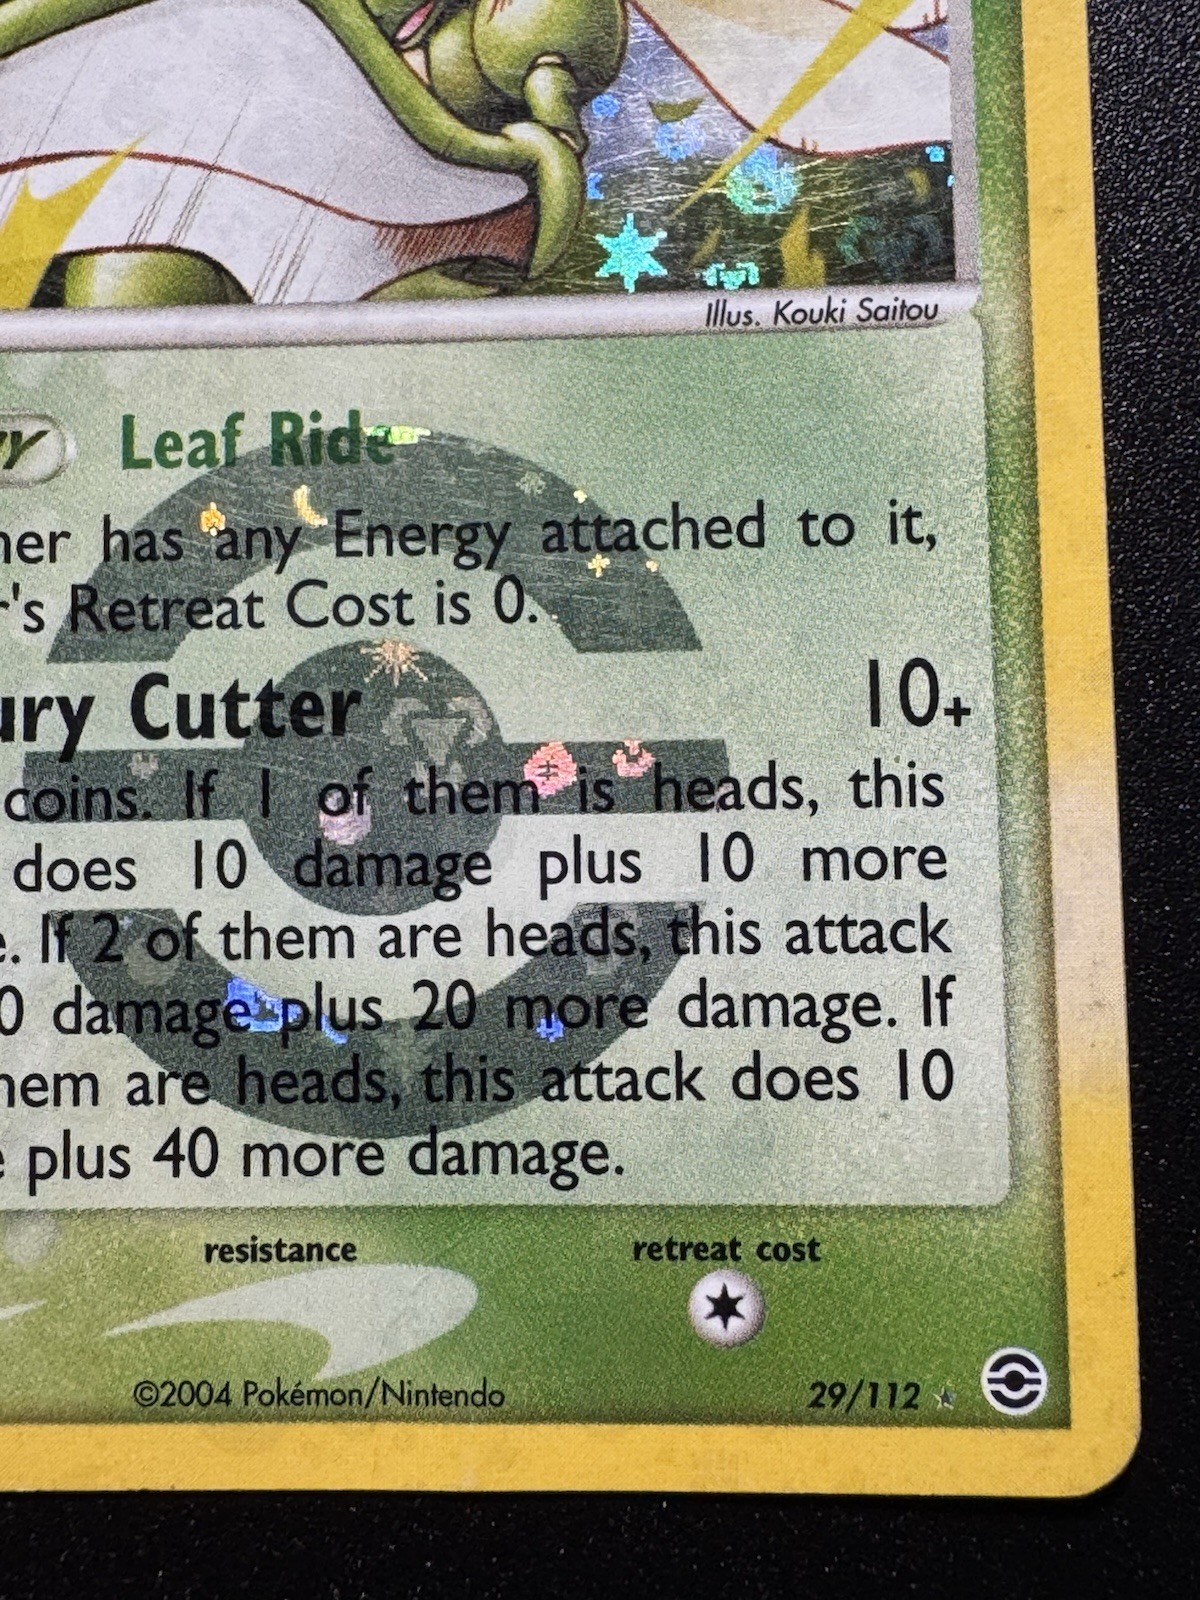 Illus. Kouki Saitou
Leaf Ride
has any Energy attached to it,
's Retreat Cost is 0.
Cutter 10+
coins. If 1 of them is heads, this
does 10 damage plus 10 more
. If 2 of them are heads, this attack
0 damage plus 20 more damage. If
are heads, this attack does 10
plus 40 more damage.
resistance retreat cost
©2004 Pokémon/Nintendo 29/112